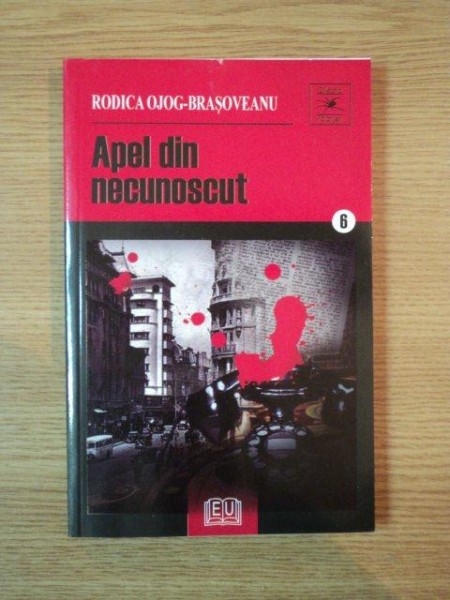 RODICA OJOG-BRAȘOVEANU
Apel din
necunoscut
6
EU